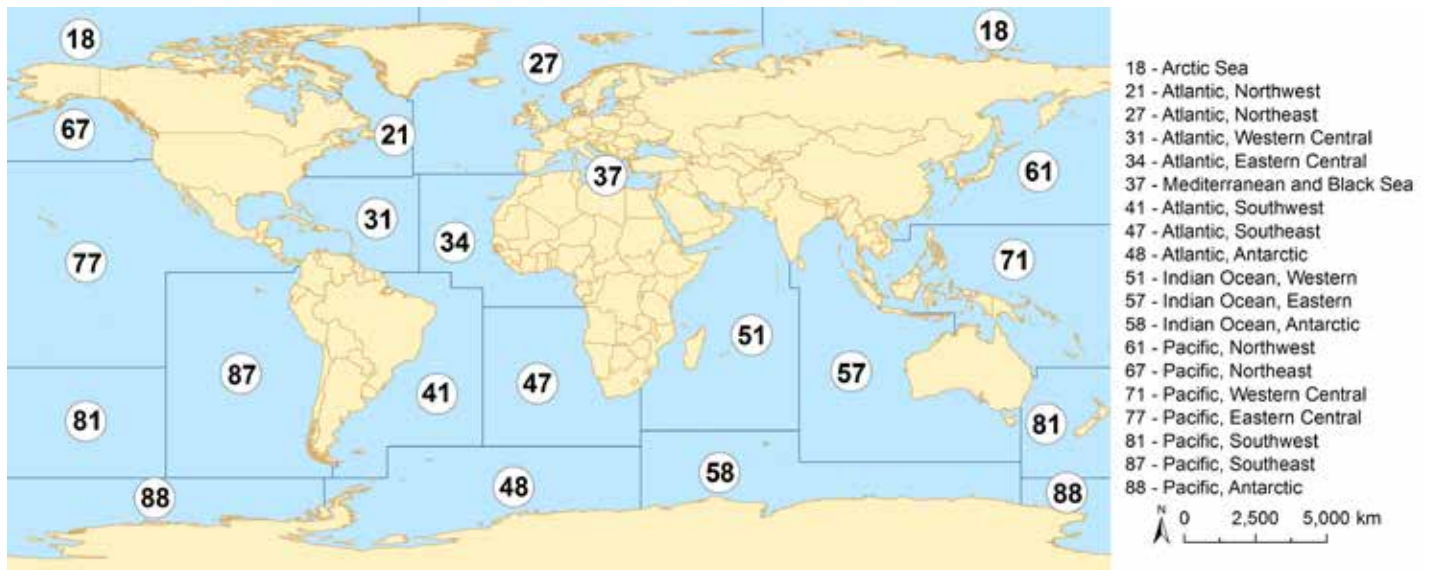 18
18
27
67
21
37
61
31
34
77
71
51
87
57
47
41
81
81
58
48
88
88
18 - Arctic Sea
21 - Atlantic, Northwest
27 - Atlantic, Northeast
31 - Atlantic, Western Central
34 - Atlantic, Eastern Central
37 - Mediterranean and Black Sea
41 - Atlantic, Southwest
47 - Atlantic, Southeast
48 - Atlantic, Antarctic
51 - Indian Ocean, Western
57 - Indian Ocean, Eastern
58 - Indian Ocean, Antarctic
61 - Pacific, Northwest
67 - Pacific, Northeast
71 - Pacific, Western Central
77 - Pacific, Eastern Central
81 - Pacific, Southwest
87 - Pacific, Southeast
88 - Pacific, Antarctic
N
0 2,500 5,000 km